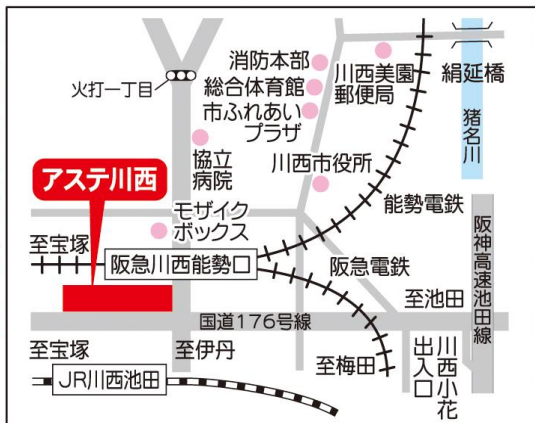 消防本部
総合体育館
市ふれあい
プラザ
川西美園
郵便局
絹延橋
火打一丁目
猪名川
協立
病院
川西市役所
アステ川西
モザイク
ボックス
能勢電鉄
阪神高速池田線
至宝塚
阪急川西能勢口
阪急電鉄
至池田
国道176号線
至宝塚
至伊丹
至梅田
川西小花
出入口
JR川西池田